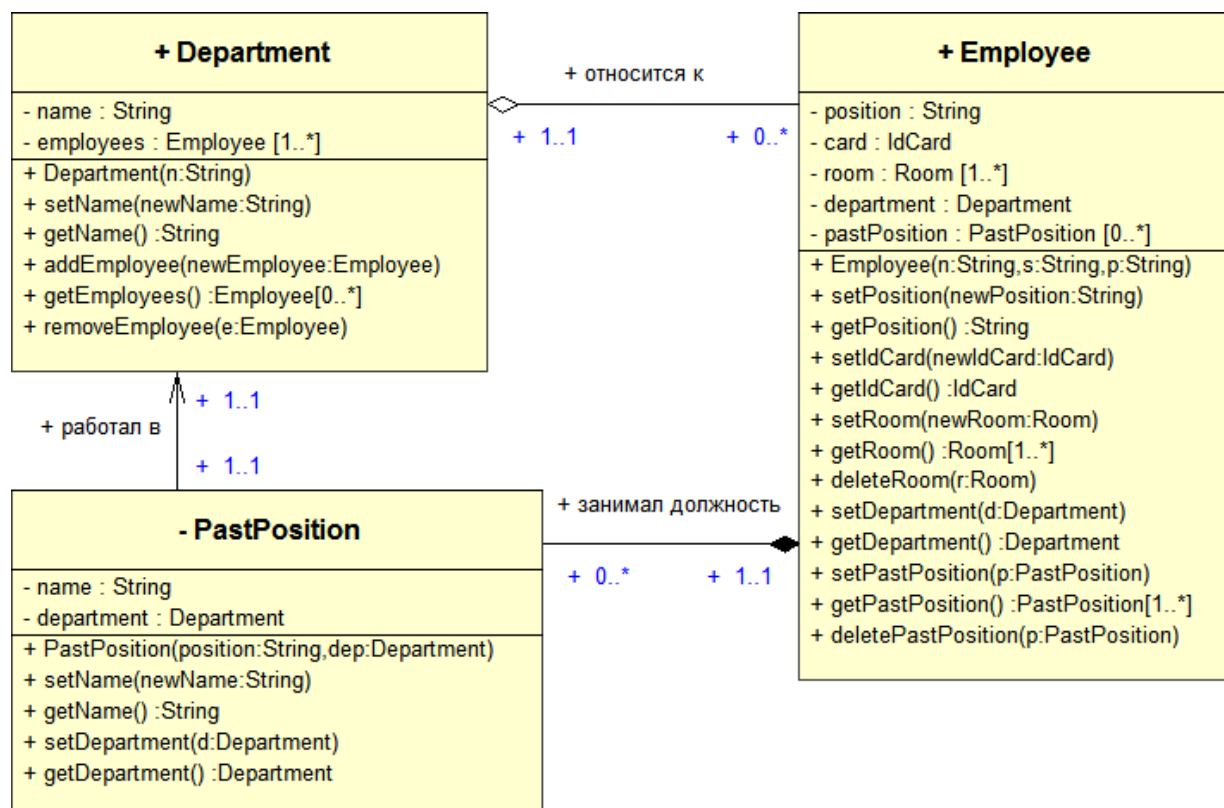 + Department
- name : String
- employees : Employee [1..*]
+ Department(n:String)
+ setName(newName:String)
+ getName() :String
+ addEmployee(newEmployee:Employee)
+ getEmployees() :Employee[0..*]
+ removeEmployee(e:Employee)
+ относится к
+ 1..1
+ 0..*
+ Employee
- position : String
- card : IdCard
- room : Room [1..*]
- department : Department
- pastPosition : PastPosition [0..*]
+ Employee(n:String,s:String,p:String)
+ setPosition(newPosition:String)
+ getPosition() :String
+ setIdCard(newIdCard:IdCard)
+ getIdCard() :IdCard
+ setRoom(newRoom:Room)
+ getRoom() :Room[1..*]
+ deleteRoom(r:Room)
+ setDepartment(d:Department)
+ getDepartment() :Department
+ setPastPosition(p:PastPosition)
+ getPastPosition() :PastPosition[1..*]
+ deletePastPosition(p:PastPosition)
+ 1..1
+ работал в
+ 1..1
+ занимал должность
+ 0..*
+ 1..1
- PastPosition
- name : String
- department : Department
+ PastPosition(position:String,dep:Department)
+ setName(newName:String)
+ getName() :String
+ setDepartment(d:Department)
+ getDepartment() :Department